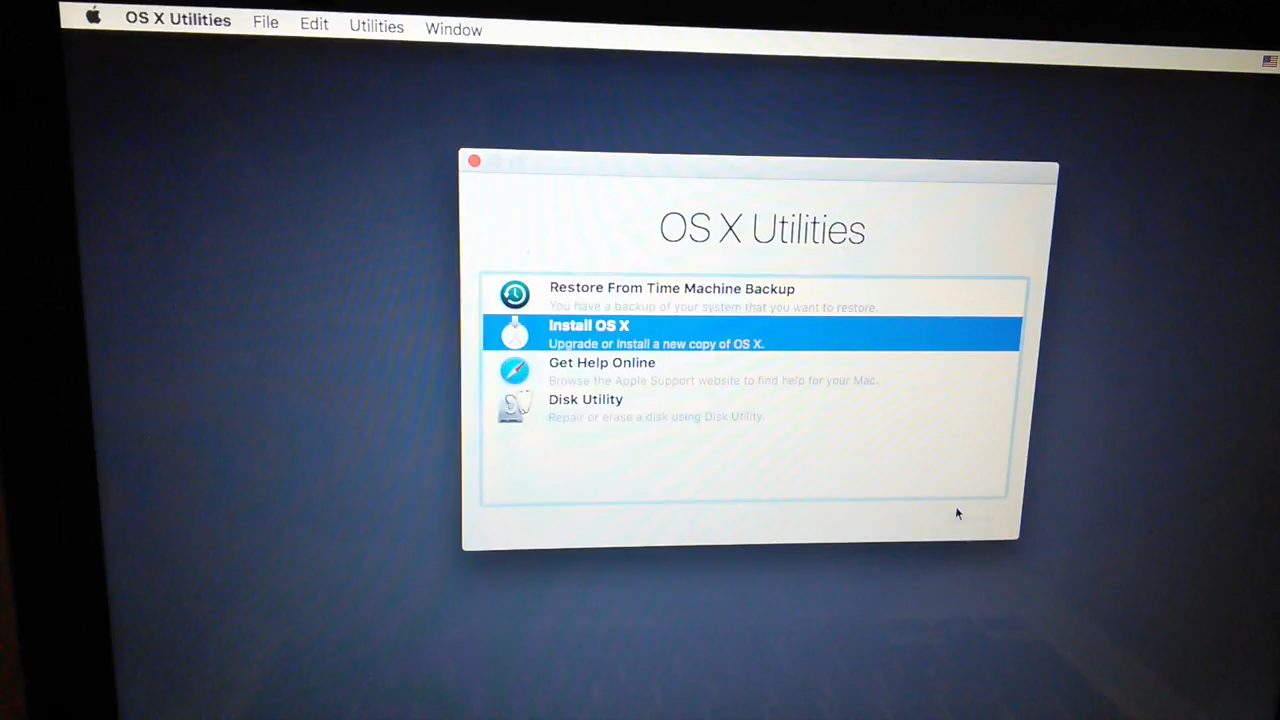 OS X Utilities File Edit Utilities Window
OS X Utilities
Restore From Time Machine Backup
You have a backup of your system that you want to restore.
Install OS X
Upgrade or install a new copy of OS X.
Get Help Online
Browse the Apple Support website to find help for your Mac.
Disk Utility
Repair or erase a disk using Disk Utility.